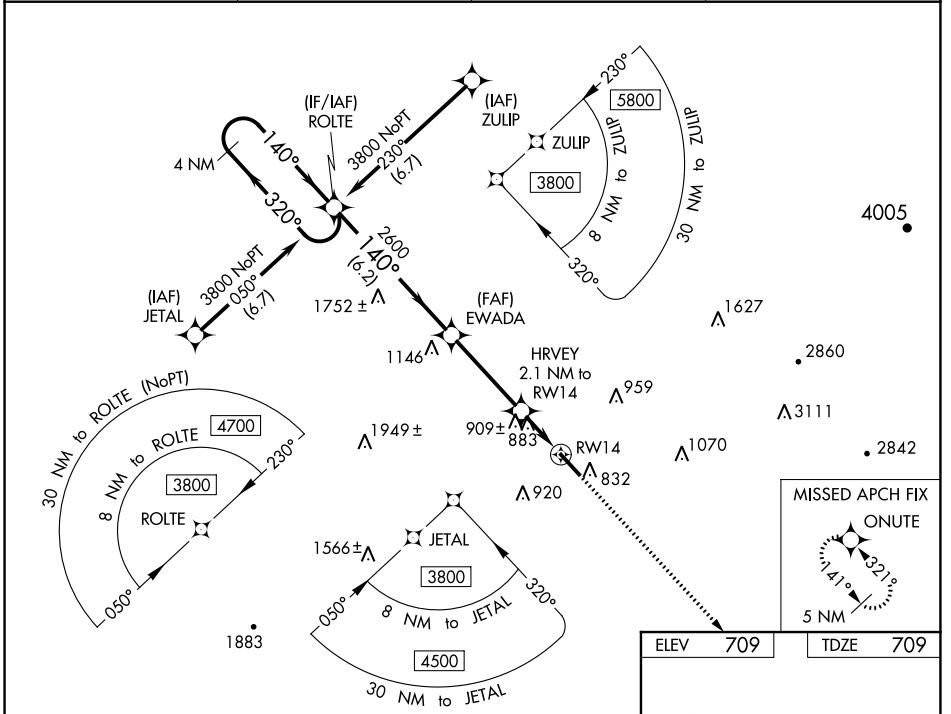 (IAF)
ZULIP
(IF/IAF)
ROLTE
3800 NoPT
230°
(6.7)
4 NM
140°
320°
3800 NoPT
050°
(6.7)
(IAF)
JETAL
2600
140°
(6.2)
1752 ±
(FAF)
EWADA
1146
HRVEY
2.1 NM to
RW14
909±
883
RW14
832
959
920
1070
1627
2860
3111
2842
4005
1949 ±
1566 ±
1883
230°
5800
ZULIP
3800
8 NM to ZULIP
30 NM to ZULIP
320°
30 NM to ROLTE (NoPT)
4700
8 NM to ROLTE
3800
ROLTE
230°
050°
JETAL
3800
050°
320°
8 NM to JETAL
4500
30 NM to JETAL
MISSED APCH FIX
ONUTE
321°
141°
5 NM
ELEV 709
TDZE 709